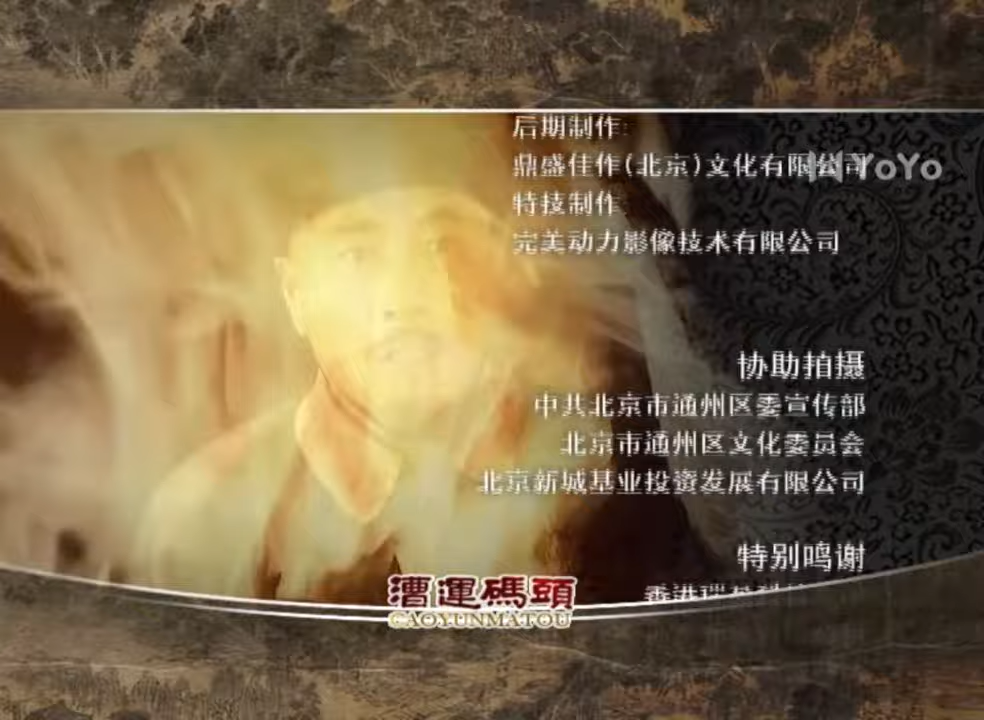 后期制作:
鼎盛佳作(北京)文化有限公司
YoYo
特技制作
完美动力影像技术有限公司
协助拍摄
中共北京市通州区委宣传部
北京市通州区文化委员会
北京新城基业投资发展有限公司
特别鸣谢
香港
漕運碼頭
CAOYUNMATOU